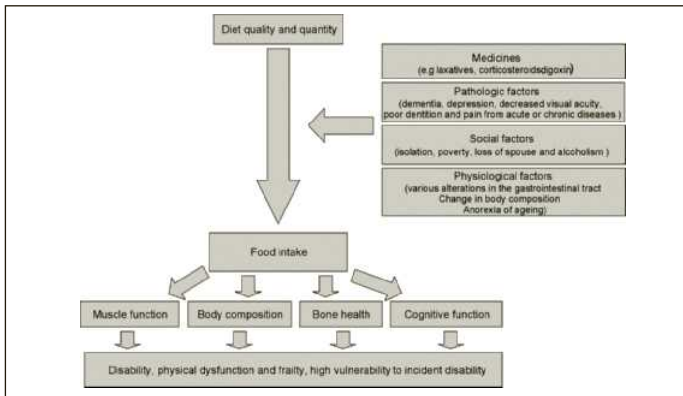 Diet quality and quantity
Medicines
(e.g laxatives, corticosteroidsdigoxin)
Pathologic factors
(dementia, depression, decreased visual acuity,
poor dentition and pain from acute or chronic diseases.)
Social factors
(isolation, poverty, loss of spouse and alcoholism )
Physiological factors
(various alterations in the gastrointestinal tract
Change in body composition
Anorexia of ageing)
Food intake
Muscle function
Body composition
Bone health
Cognitive function
Disability, physical dysfunction and frailty, high vulnerability to incident disability